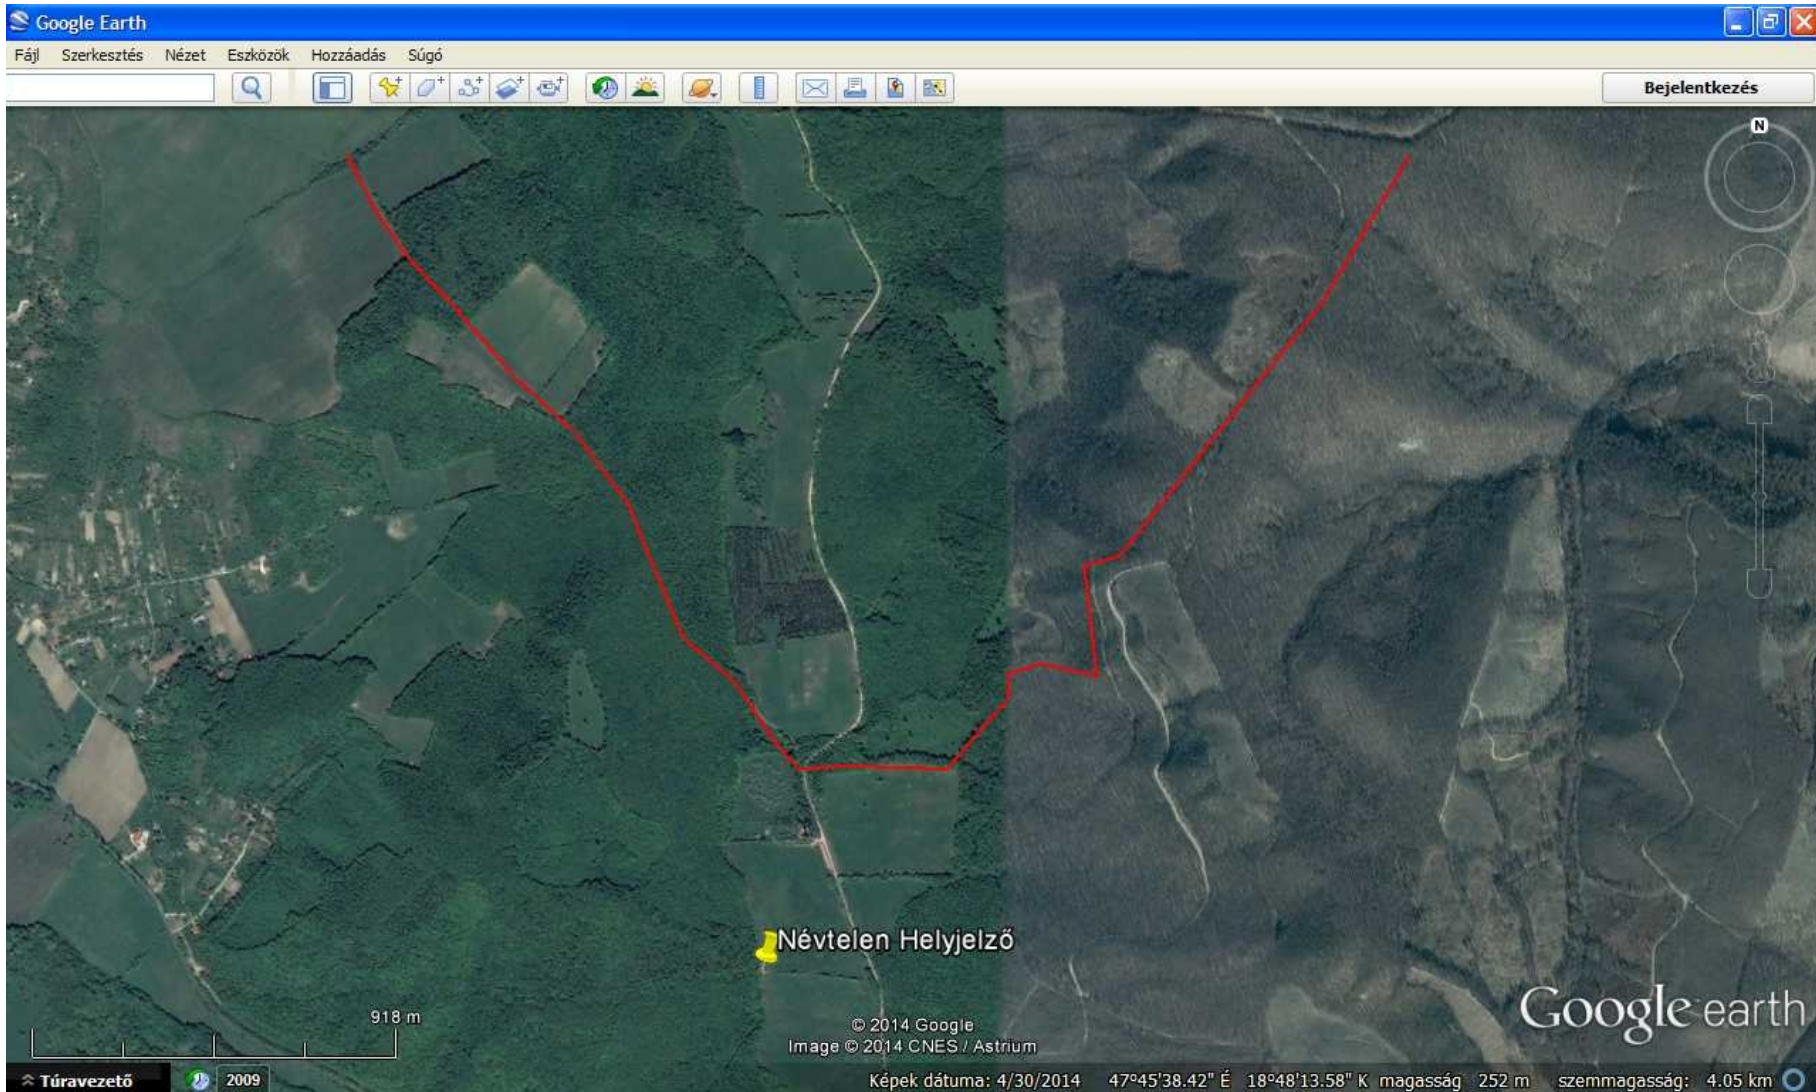 Google Earth
Fájl Szerkesztés Nézet Eszközök Hozzáadás Súgó
Bejelentkezés
N
Névtelen Helyjelző
918 m
© 2014 Google
Image © 2014 CNES / Astrium
Google earth
Túravezető 2009 Képek dátuma: 4/30/2014 47°45'38.42" É 18°48'13.58" K magasság 252 m szemmagasság: 4.05 km